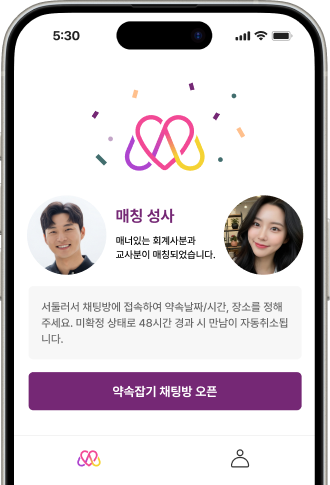 5:30
매칭 성사
매너있는 회계사분과
교사분이 매칭되었습니다.
서둘러서 채팅방에 접속하여 약속날짜/시간, 장소를 정해
주세요. 미확정 상태로 48시간 경과 시 만남이 자동취소됩
니다.
약속잡기 채팅방 오픈